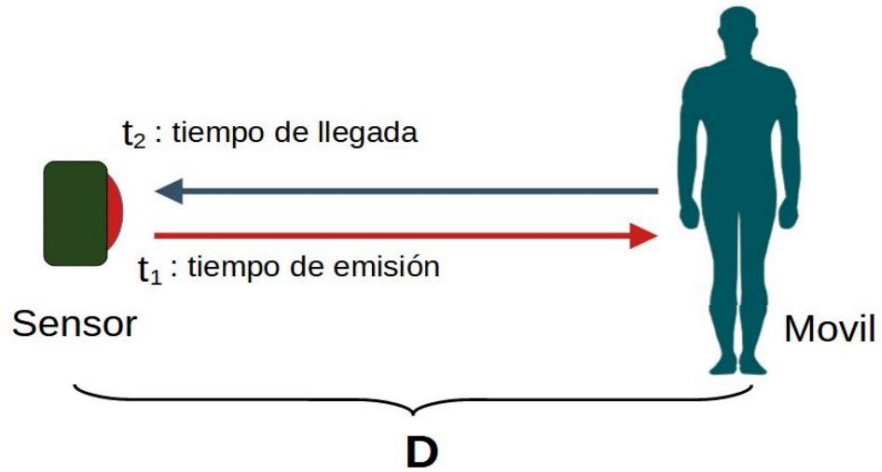 t₂ : tiempo de llegada
t₁ : tiempo de emisión
Sensor
Movil
D